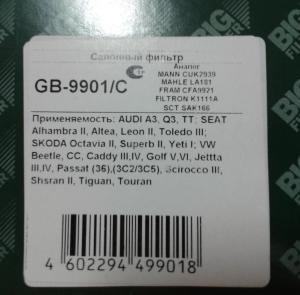 BIG
Салонный фильтр
GB-9901/C
Аналог
MANN CUK2939
MAHLE LA181
FRAM CFA9921
FILTRON K1111A
SCT SAK166
Применяемость: AUDI A3, Q3, TT; SEAT
Alhambra II, Altea, Leon II, Toledo III;
SKODA Octavia II, Superb II, Yeti I; VW
Beetle, CC, Caddy III,IV, Golf V,VI, Jettta
III,IV, Passat (36),(3C2/3C5), Scirocco III,
Shsran II, Tiguan, Touran
4 602294 499018